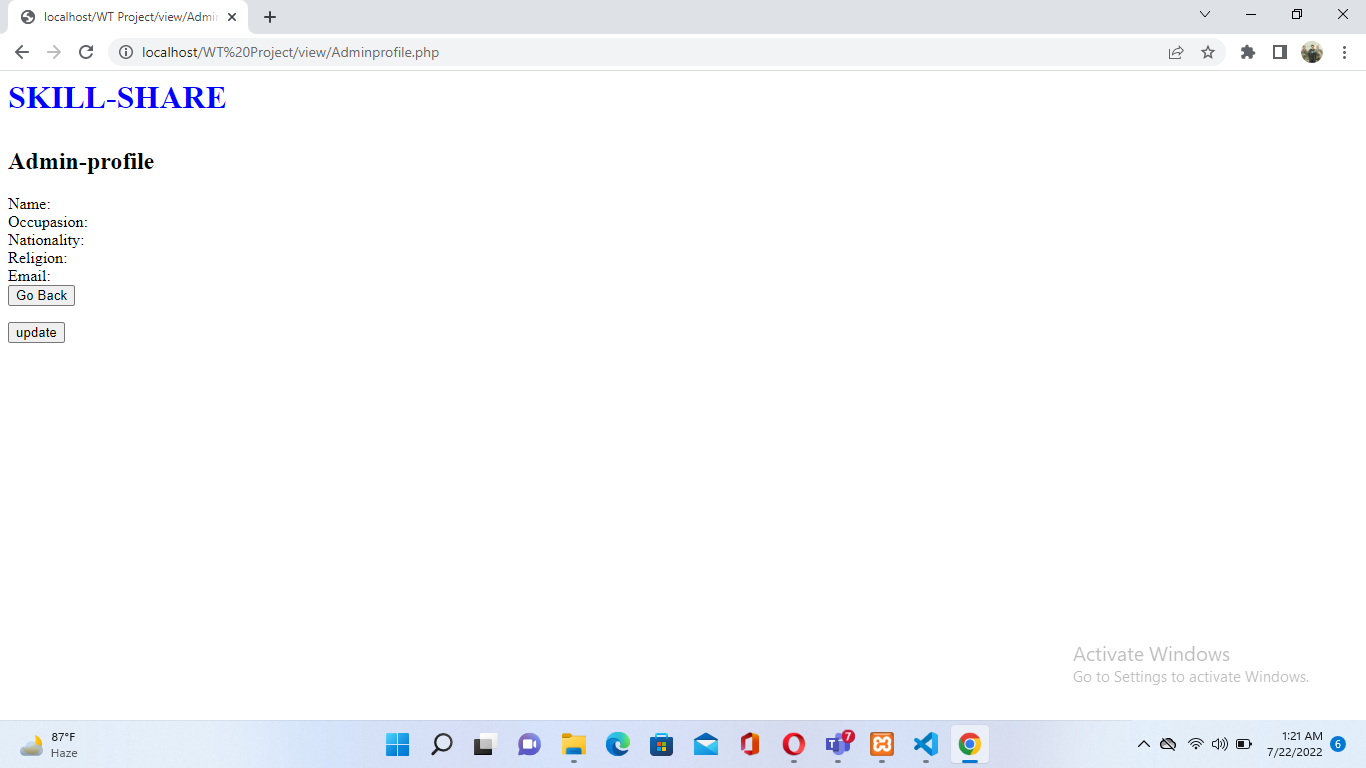 localhost/WT Project/view/Admin
localhost/WT%20Project/view/Adminprofile.php
SKILL-SHARE
Admin-profile
Name:
Occupasion:
Nationality:
Religion:
Email:
Go Back
update
Activate Windows
Go to Settings to activate Windows.
87°F
Haze
7
1:21 AM
7/22/2022
6